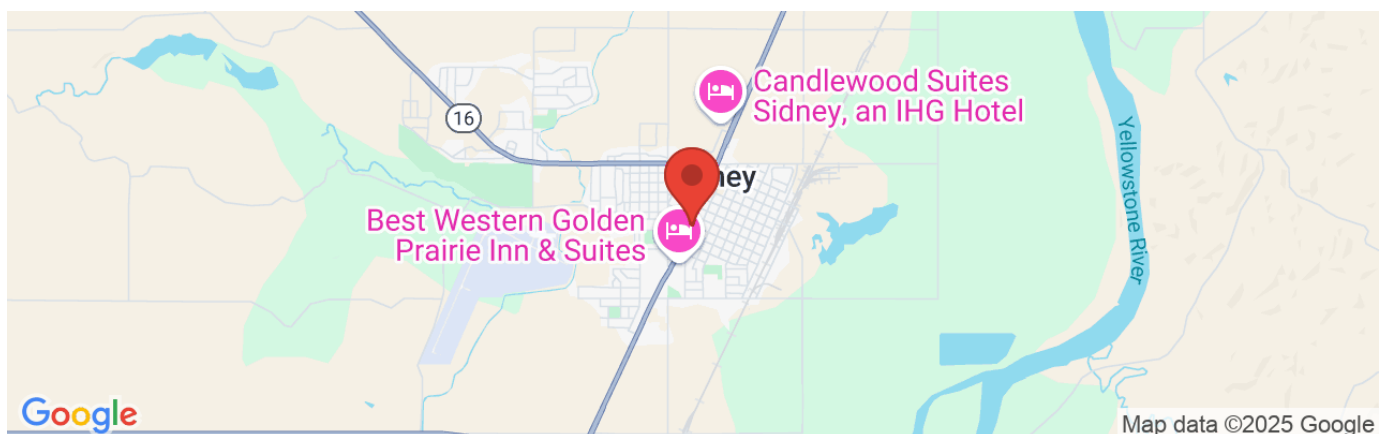 Candlewood Suites
Sidney, an IHG Hotel
16
ney
Best Western Golden
Prairie Inn & Suites
Yellowstone River
Google
Map data ©2025 Google